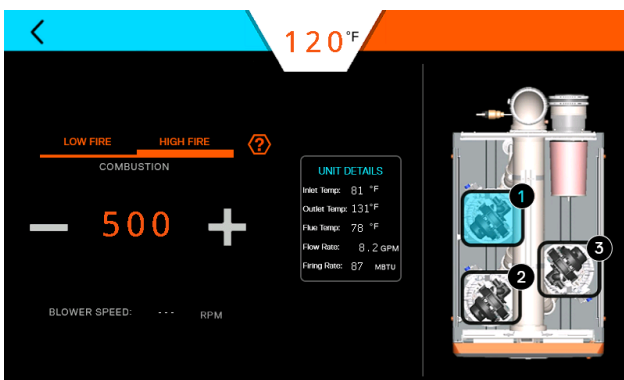 120°F
LOW FIRE HIGH FIRE ?
COMBUSTION
— 500 +
BLOWER SPEED: --- RPM
UNIT DETAILS
Inlet Temp: 81 °F
Outlet Temp: 131°F
Flue Temp: 78 °F
Flow Rate: 8.2 GPM
Firing Rate: 87 MBTU
1
3
2